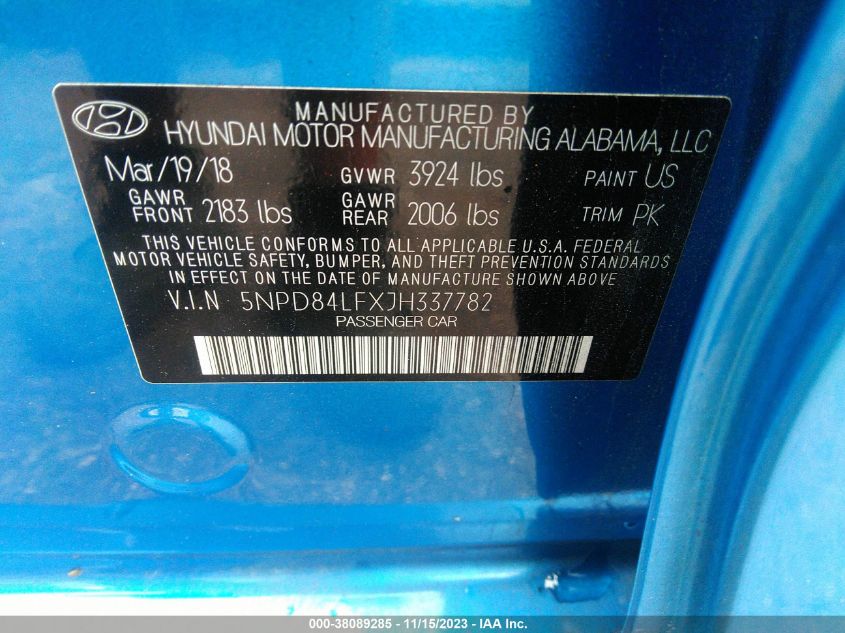 MANUFACTURED BY
HYUNDAI MOTOR MANUFACTURING ALABAMA, LLC
Mar/19/18 GVWR 3924 lbs PAINT US
GAWR FRONT 2183 lbs GAWR REAR 2006 lbs TRIM PK
THIS VEHICLE CONFORMS TO ALL APPLICABLE U.S.A. FEDERAL
MOTOR VEHICLE SAFETY, BUMPER, AND THEFT PREVENTION STANDARDS
IN EFFECT ON THE DATE OF MANUFACTURE SHOWN ABOVE
V.I.N 5NPD84LFXJH337782
PASSENGER CAR
000-38089285 - 11/15/2023 - IAA Inc.